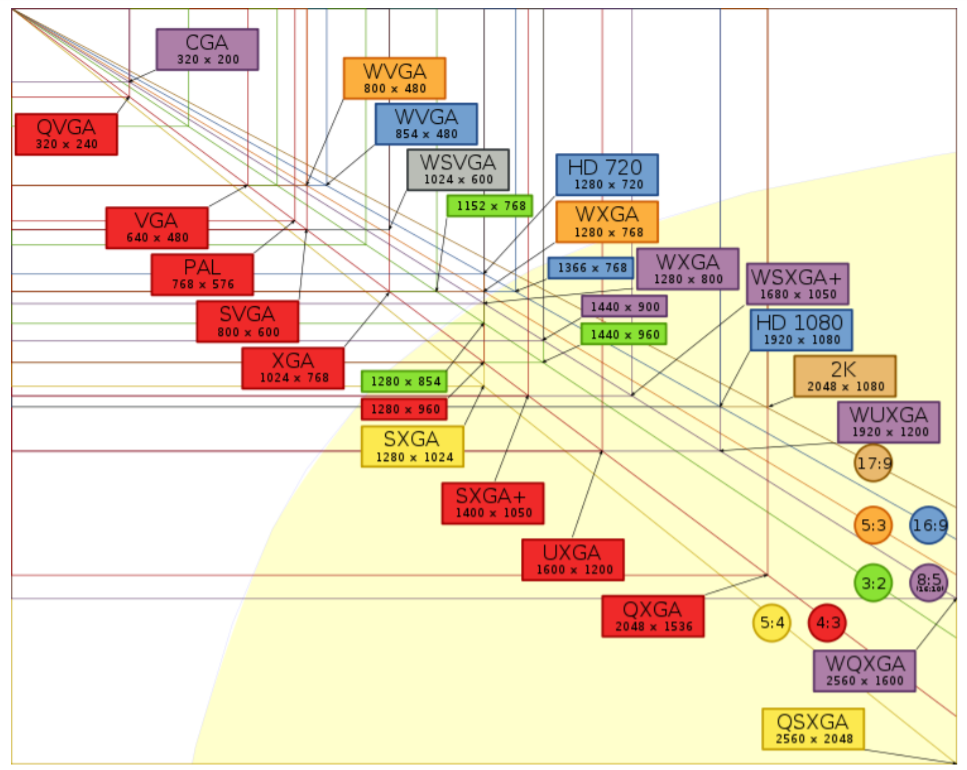 CGA
320 × 200
QVGA
320 × 240
WVGA
800 × 480
WVGA
854 × 480
WSVGA
1024 × 600
1152 × 768
HD 720
1280 × 720
WXGA
1280 × 768
1366 × 768
WXGA
1280 × 800
WSXGA+
1680 × 1050
1440 × 900
1440 × 960
HD 1080
1920 × 1080
2K
2048 × 1080
WUXGA
1920 × 1200
VGA
640 × 480
PAL
768 × 576
SVGA
800 × 600
XGA
1024 × 768
1280 × 854
1280 × 960
SXGA
1280 × 1024
SXGA+
1400 × 1050
UXGA
1600 × 1200
QXGA
2048 × 1536
17:9
5:3
16:9
3:2
8:5
(16:10)
5:4
4:3
WQXGA
2560 × 1600
QSXGA
2560 × 2048